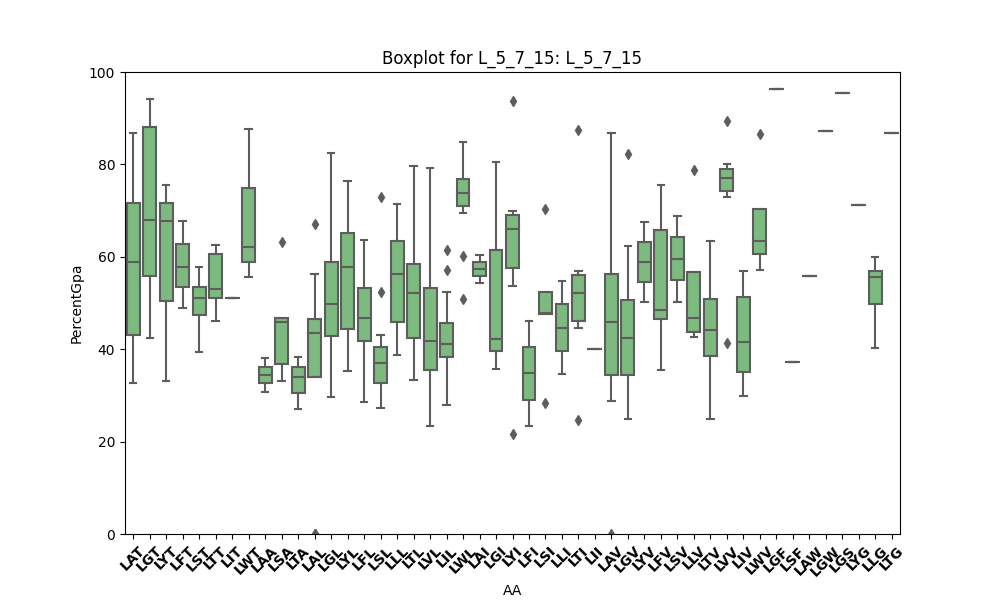 Boxplot for L_5_7_15: L_5_7_15
PercentGpa
100
80
60
40
20
0
LAT LGT LYT LFT LST LTT LIT LWT LAA LSA LTA LAL LGL LYL LFL LSL LLL LTL LVL LIL LWL LAI LGI LYI LFI LSI LLI LTI LII LAV LGV LYV LFV LSV LLV LTV LVV LIV LWV LGF LSF LAW LGW LGS LYG LLG LTG
AA